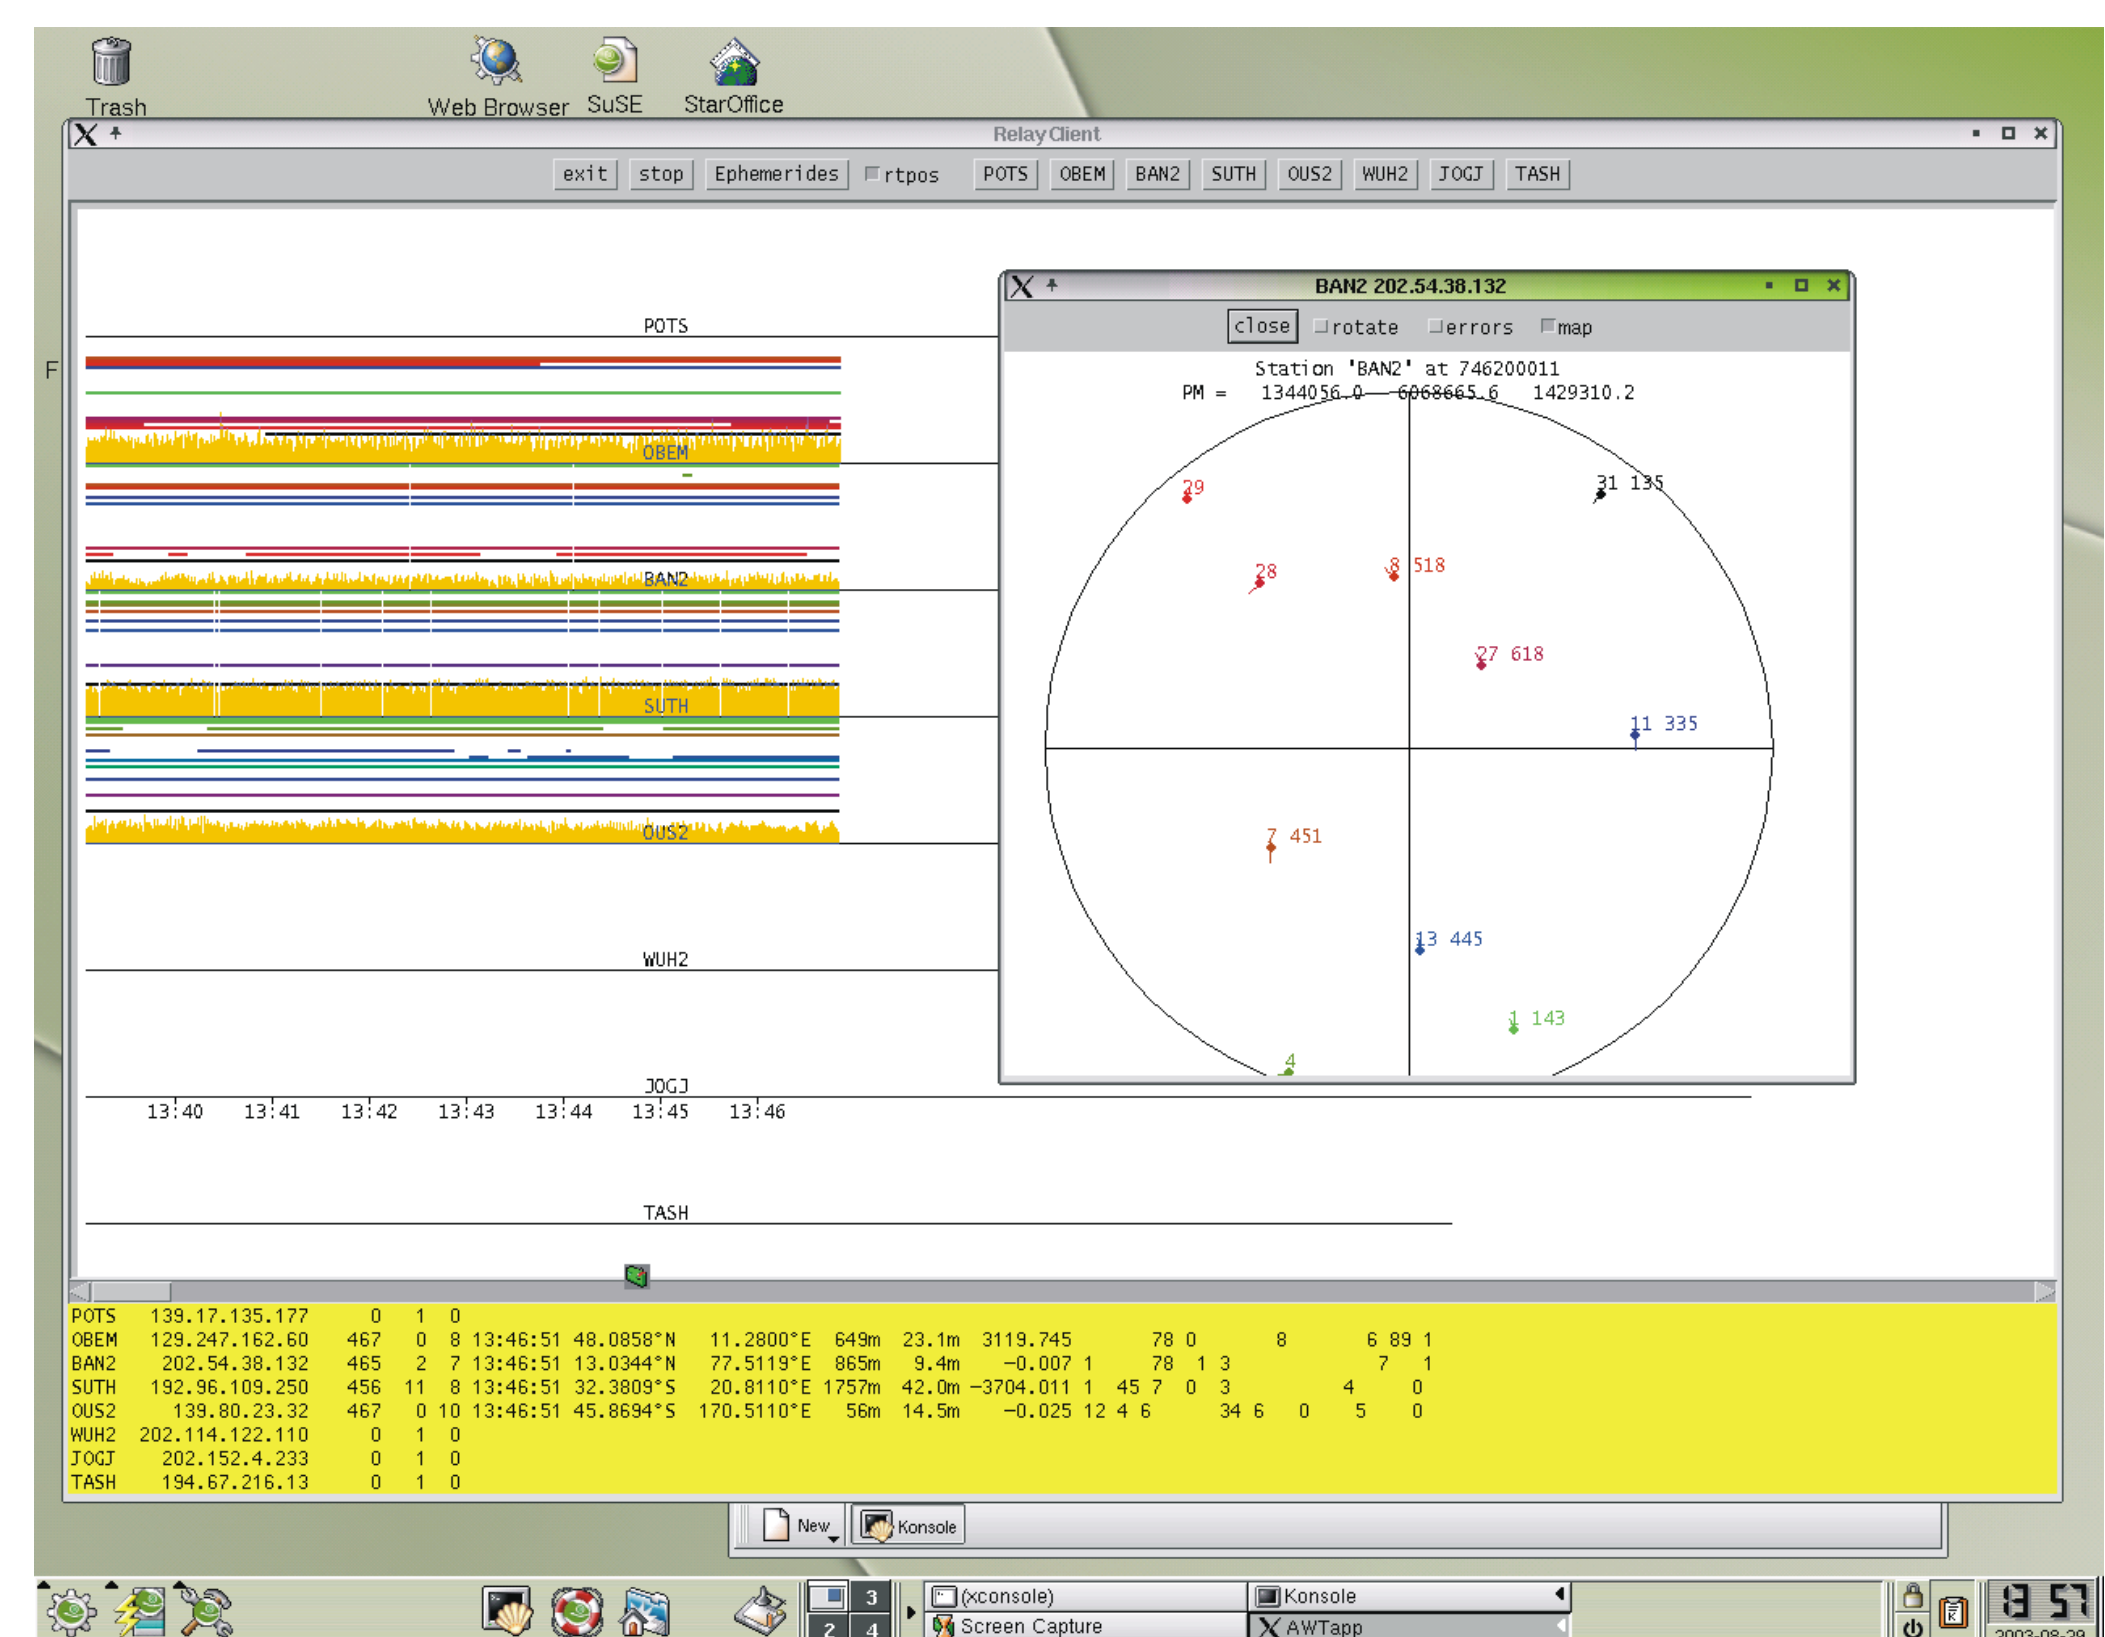 Trash Web Browser SuSE StarOffice
RelayClient
exit stop Ephemerides rtpos POTS OBEM BAN2 SUTH OUS2 WUH2 JOGJ TASH
F
BAN2 202.54.38.132
close rotate errors map
Station 'BAN2' at 746200011
PM = 1344056.0 6068665.6 1429310.2
29
31 135
28
8 518
27 618
11 335
7 451
13 445
1 143
4
POTS
OBEM
BAN2
SUTH
OUS2
WUH2
JOGJ
13:40 13:41 13:42 13:43 13:44 13:45 13:46
TASH
POTS 139.17.135.177 0 1 0
OBEM 129.247.162.60 467 0 8 13:46:51 48.0858°N 11.2800°E 649m 23.1m 3119.745 78 0 8 6 89 1
BAN2 202.54.38.132 465 2 7 13:46:51 13.0344°N 77.5119°E 865m 9.4m -0.007 1 78 1 3 7 1
SUTH 192.96.109.250 456 11 8 13:46:51 32.3809°S 20.8110°E 1757m 42.0m -3704.011 1 45 7 0 3 4 0
OUS2 139.80.23.32 467 0 10 13:46:51 45.8694°S 170.5110°E 56m 14.5m -0.025 12 4 6 34 6 0 5 0
WUH2 202.114.122.110 0 1 0
JOGJ 202.152.4.233 0 1 0
TASH 194.67.216.13 0 1 0
New Konsole
3
2 4
(xconsole) Konsole
Screen Capture AWTapp
13 57
2003-08-29